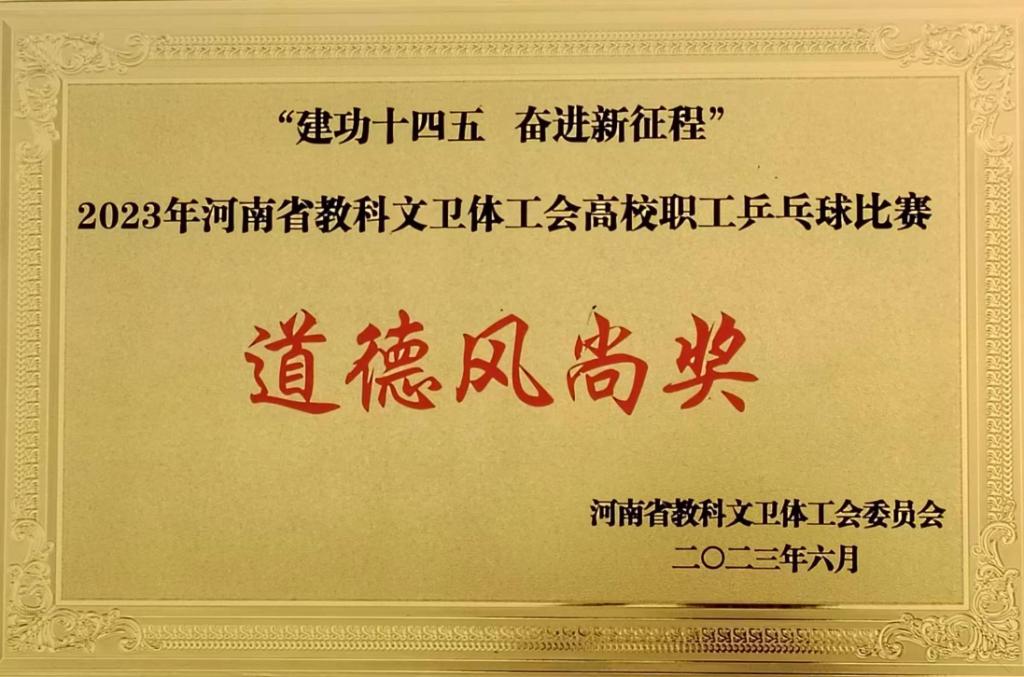 “建功十四五 奋进新征程”
2023年河南省教科文卫体工会高校职工乒乓球比赛
道德风尚奖
河南省教科文卫体工会委员会
二〇二三年六月